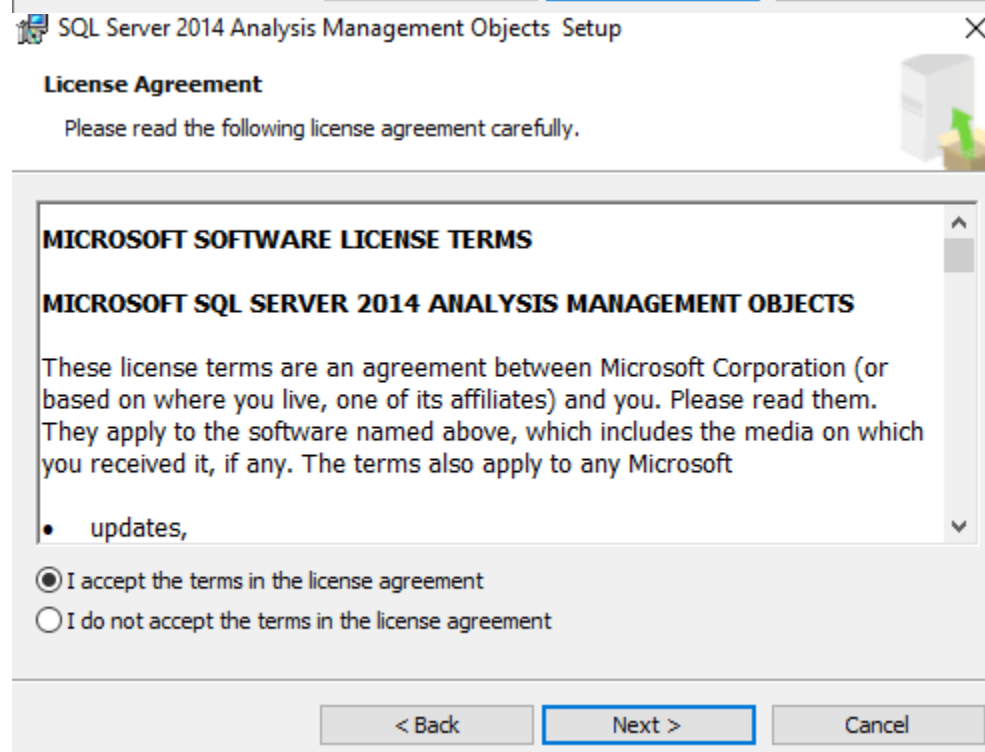 SQL Server 2014 Analysis Management Objects  Setup
License Agreement
Please read the following license agreement carefully.
MICROSOFT SOFTWARE LICENSE TERMS
MICROSOFT SQL SERVER 2014 ANALYSIS MANAGEMENT OBJECTS
These license terms are an agreement between Microsoft Corporation (or
based on where you live, one of its affiliates) and you. Please read them.
They apply to the software named above, which includes the media on which
you received it, if any. The terms also apply to any Microsoft
• updates,
I accept the terms in the license agreement
I do not accept the terms in the license agreement
< Back Next > Cancel